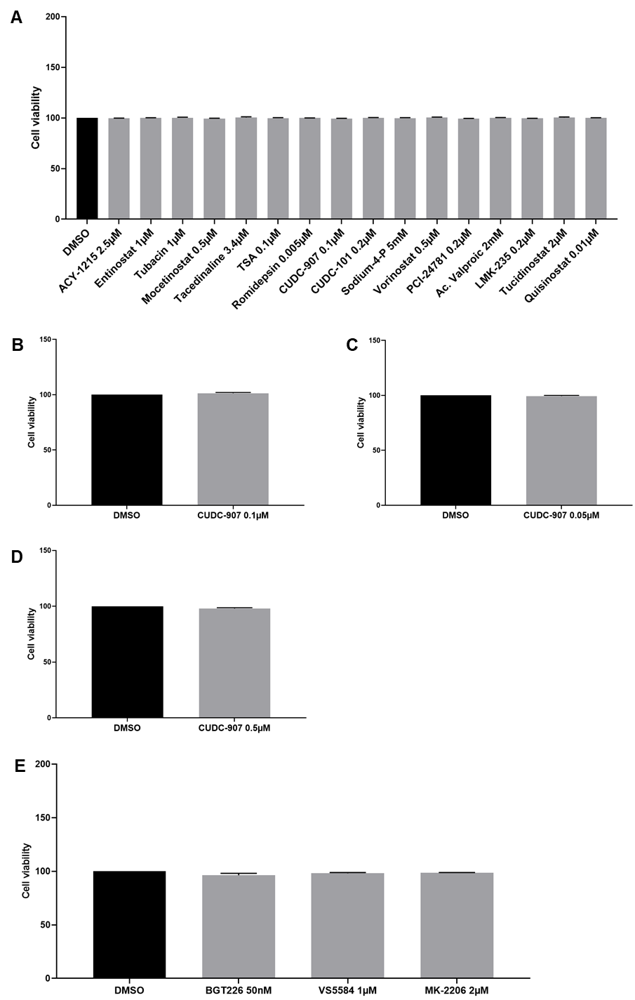 A
200
150
100
50
0
Cell viability
DMSO
ACY-1215 2.5µM
Entinostat 1µM
Tubacin 1µM
Mocetinostat 0.5µM
Tacedinaline 3.4µM
TSA 0.1µM
Romidepsin 0.005µM
CUDC-907 0.1µM
CUDC-101 0.2µM
Sodium-4-P 5mM
Vorinostat 0.5µM
PCI-24781 0.2µM
Ac. Valproic 2mM
LMK-235 0.2µM
Tucidinostat 2µM
Quisinostat 0.01µM
B
150
100
50
0
Cell viability
DMSO
CUDC-907 0.1µM
C
150
100
50
0
Cell viability
DMSO
CUDC-907 0.05µM
D
150
100
50
0
Cell viability
DMSO
CUDC-907 0.5µM
E
200
150
100
50
0
Cell viability
DMSO
BGT226 50nM
VS5584 1µM
MK-2206 2µM